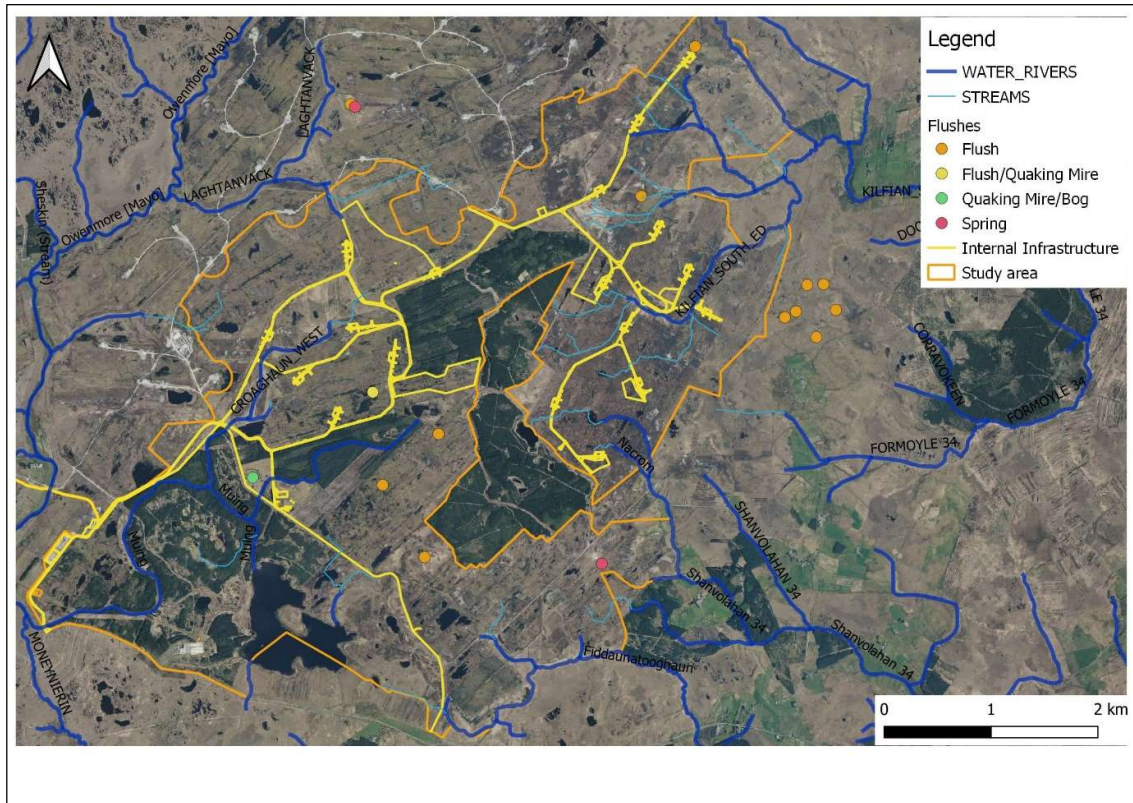 Owenmore [Mayo]
LAGHTANVACK
LAGHTANVACK
Owenmore [Mayo]
Sheskin (Stream)
CROAGHAUN_WEST
KILFIAN_SOUTH_ED
KILFIAN_
DOO
LE 34
CORRAVOKEEN
FORMOYLE 34
FORMOYLE 34
Nacrom
SHANVOLAHAN 34
Shanvolahan 34
Shanvolahan 34
Fiddaunatooghaun
Muing
Muing
Muing
MONEYNIERIN
Legend
WATER_RIVERS
STREAMS
Flushes
Flush
Flush/Quaking Mire
Quaking Mire/Bog
Spring
Internal Infrastructure
Study area
0 1 2 km